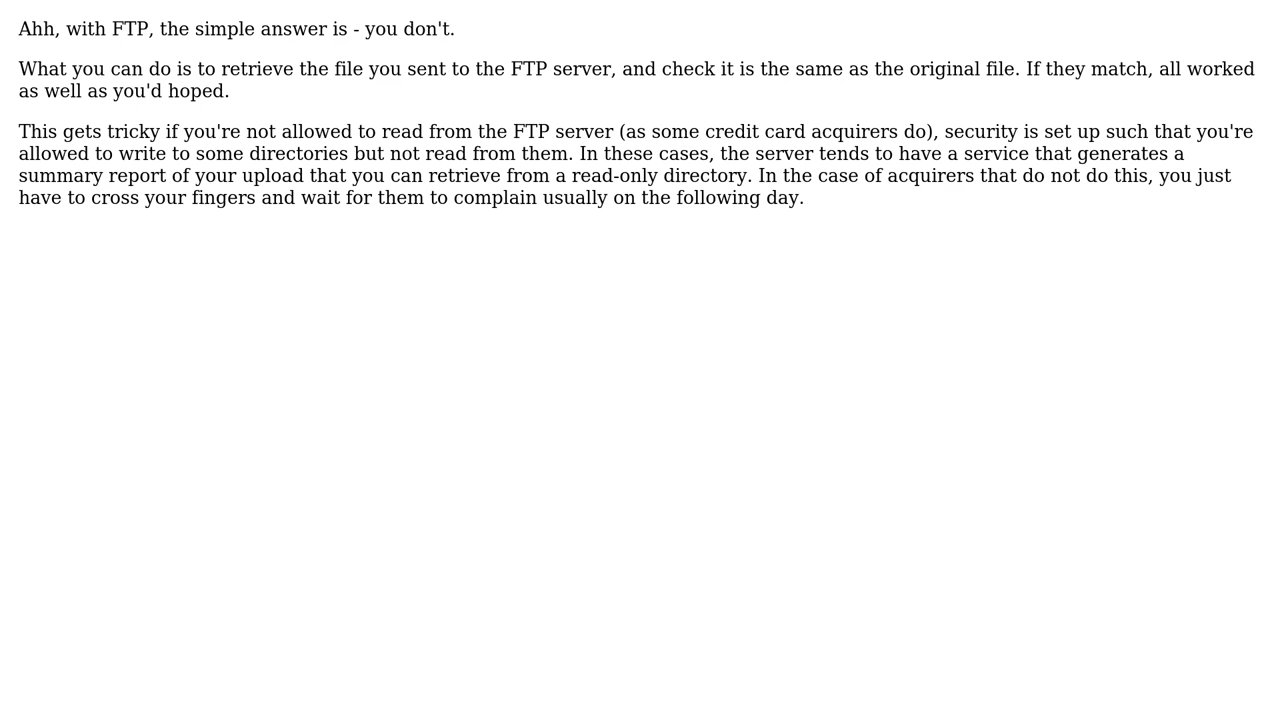 Ahh, with FTP, the simple answer is - you don't.
What you can do is to retrieve the file you sent to the FTP server, and check it is the same as the original file. If they match, all worked
as well as you'd hoped.
This gets tricky if you're not allowed to read from the FTP server (as some credit card acquirers do), security is set up such that you're
allowed to write to some directories but not read from them. In these cases, the server tends to have a service that generates a
summary report of your upload that you can retrieve from a read-only directory. In the case of acquirers that do not do this, you just
have to cross your fingers and wait for them to complain usually on the following day.